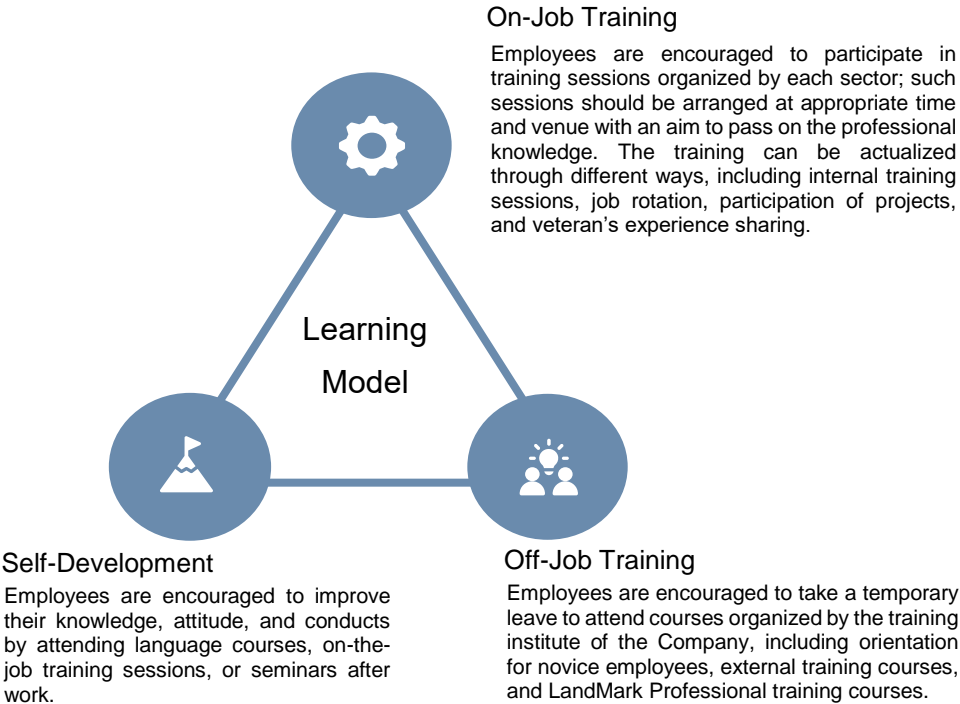 On-Job Training
Employees are encouraged to participate in
training sessions organized by each sector; such
sessions should be arranged at appropriate time
and venue with an aim to pass on the professional
knowledge. The training can be actualized
through different ways, including internal training
sessions, job rotation, participation of projects,
and veteran’s experience sharing.
Learning
Model
Self-Development
Employees are encouraged to improve
their knowledge, attitude, and conducts
by attending language courses, on-the-
job training sessions, or seminars after
work.
Off-Job Training
Employees are encouraged to take a temporary
leave to attend courses organized by the training
institute of the Company, including orientation
for novice employees, external training courses,
and LandMark Professional training courses.